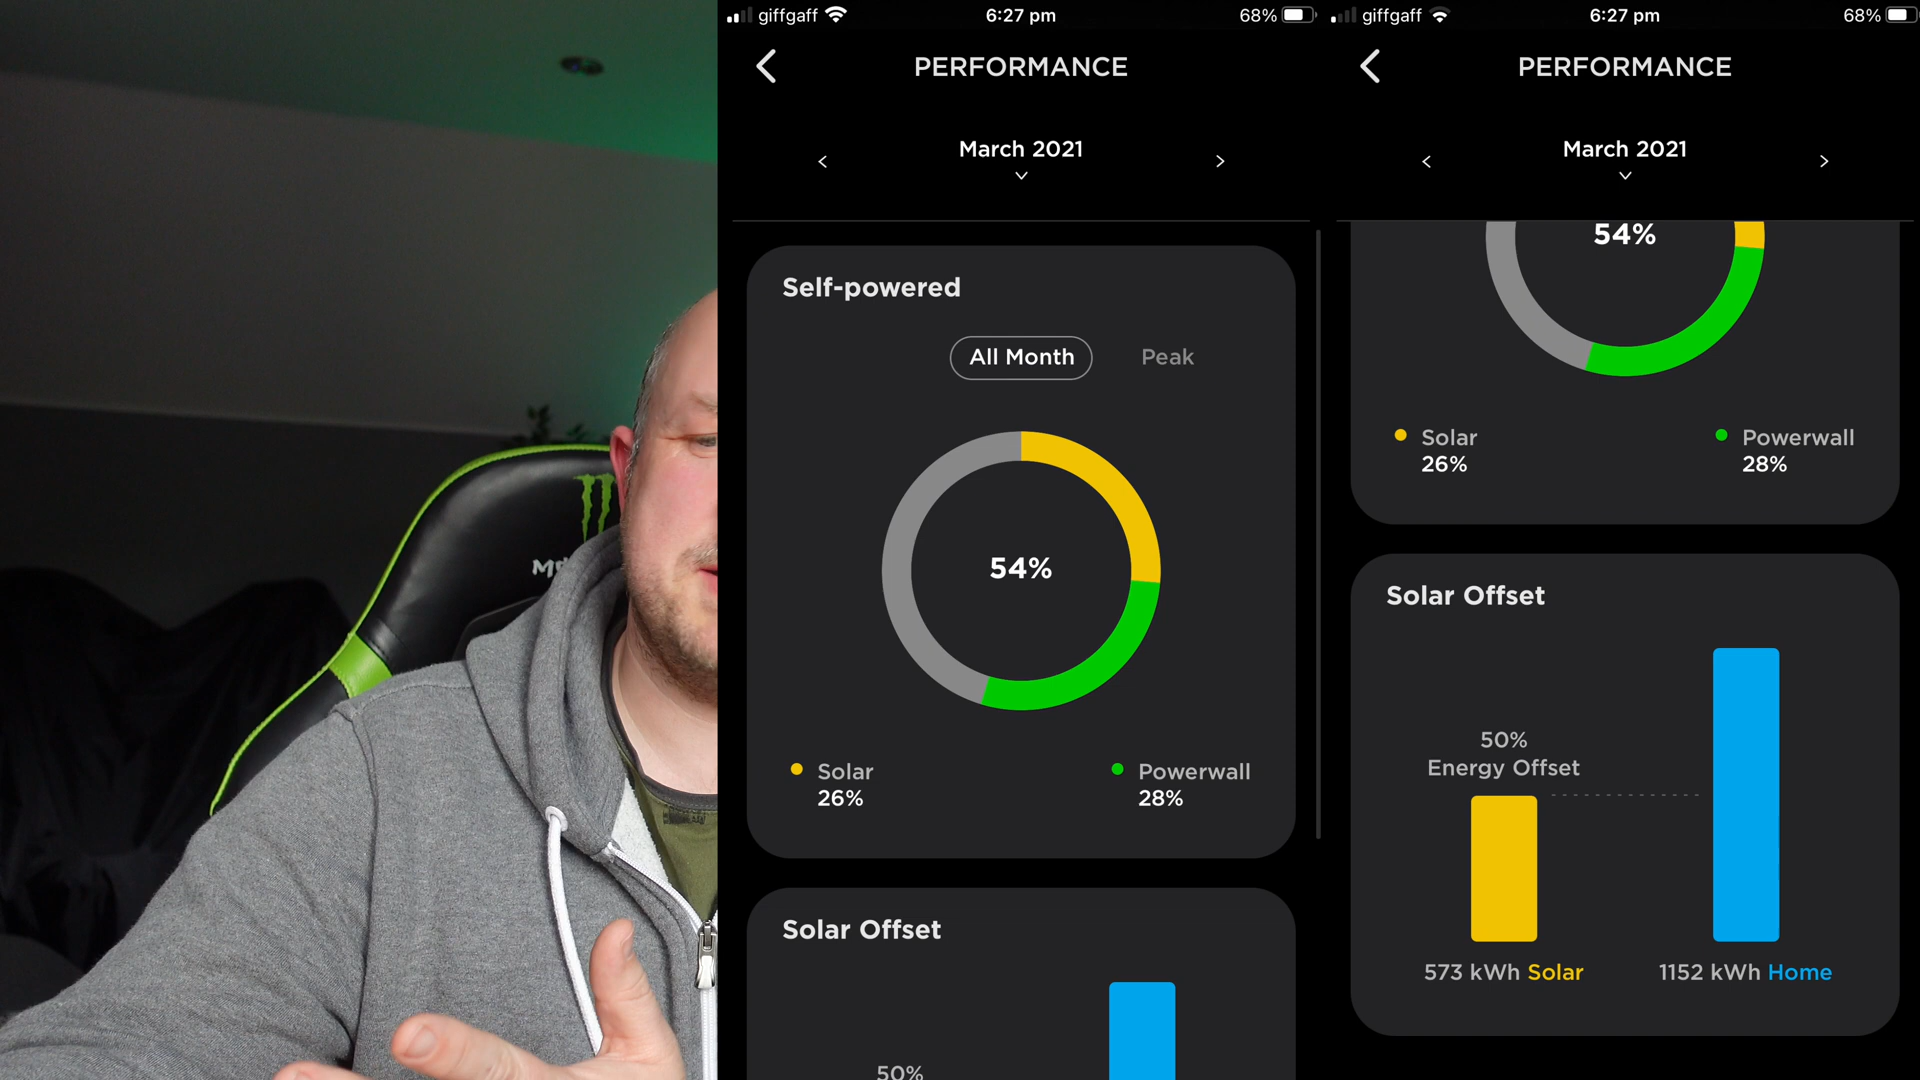 giffgaff 6:27 pm 68%
PERFORMANCE
< March 2021 >
Self-powered
All Month Peak
54%
Solar Powerwall
26% 28%
Solar Offset
50%
giffgaff 6:27 pm 68%
PERFORMANCE
< March 2021 >
54%
Solar Powerwall
26% 28%
Solar Offset
50%
Energy Offset
573 kWh Solar 1152 kWh Home